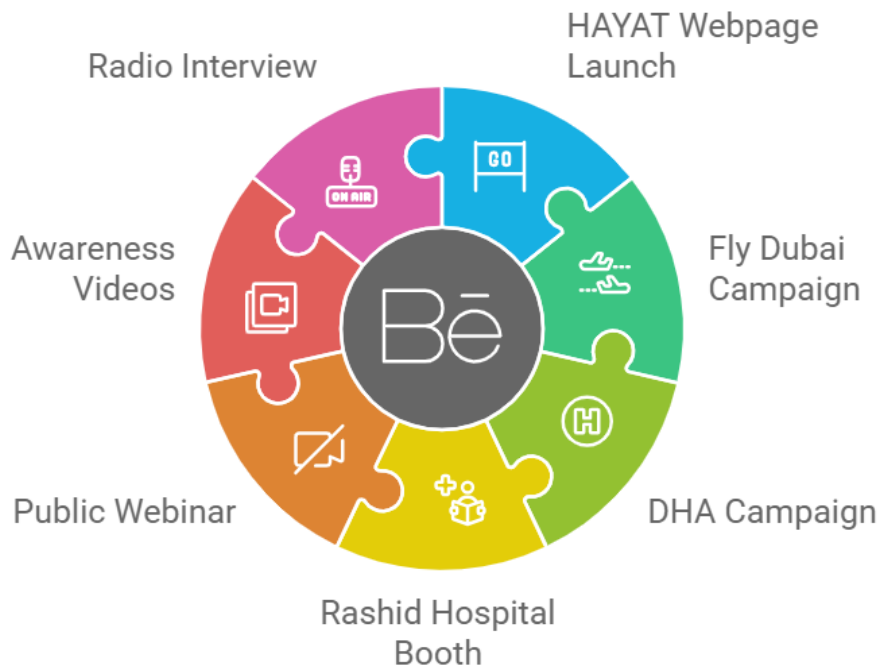 HAYAT Webpage
Launch
Radio Interview
GO
ON AIR
Awareness
Videos
Fly Dubai
Campaign
Bē
H
Public Webinar
DHA Campaign
Rashid Hospital
Booth